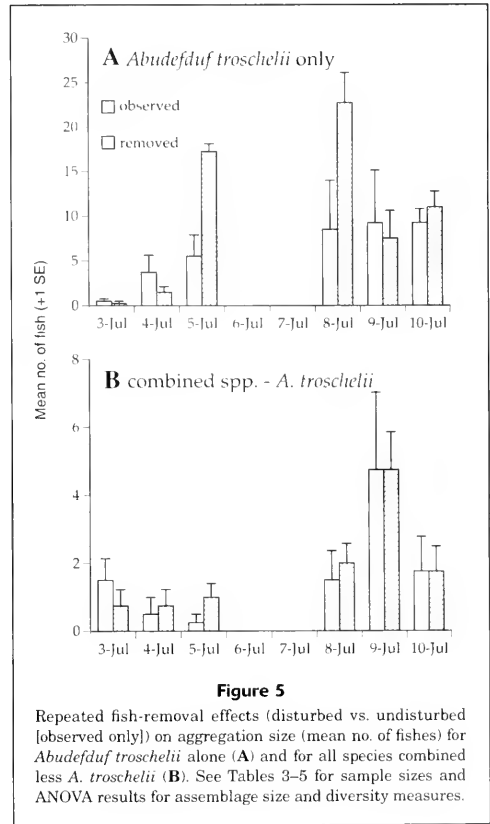 30
A Abudefduf troschelii only
25
observed
20
removed
15
10
5
0
3-Jul 4-Jul 5-Jul 6-Jul 7-Jul 8-Jul 9-Jul 10-Jul
Mean no. of fish (+1 SE)
8
B combined spp. - A. troschelii
6
4
2
0
3-Jul 4-Jul 5-Jul 6-Jul 7-Jul 8-Jul 9-Jul 10-Jul
Figure 5
Repeated fish-removal effects (disturbed vs. undisturbed
[observed only]) on aggregation size (mean no. of fishes) for
Abudefduf troschelii alone (A) and for all species combined
less A. troschelii (B). See Tables 3–5 for sample sizes and
ANOVA results for assemblage size and diversity measures.